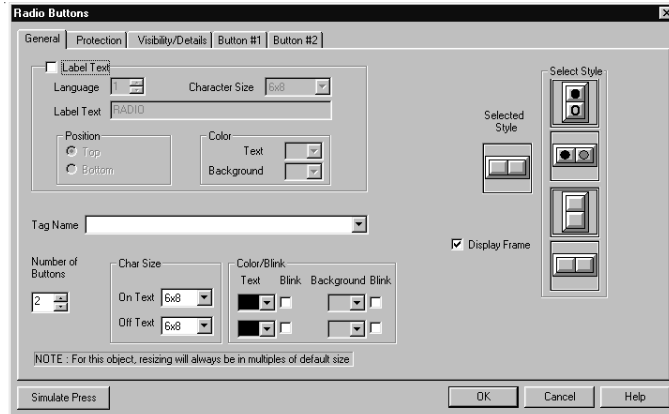 Radio Buttons
General Protection Visibility/Details Button #1 Button #2
Label Text
Language 1 Character Size 6x8
Label Text RADIO
Position
Top
Bottom
Color
Text
Background
Selected
Style
Select Style
Tag Name
Display Frame
Number of
Buttons
2
Char Size
On Text 6x8
Off Text 6x8
Color/Blink
Text Blink Background Blink
NOTE : For this object, resizing will always be in multiples of default size
Simulate Press OK Cancel Help